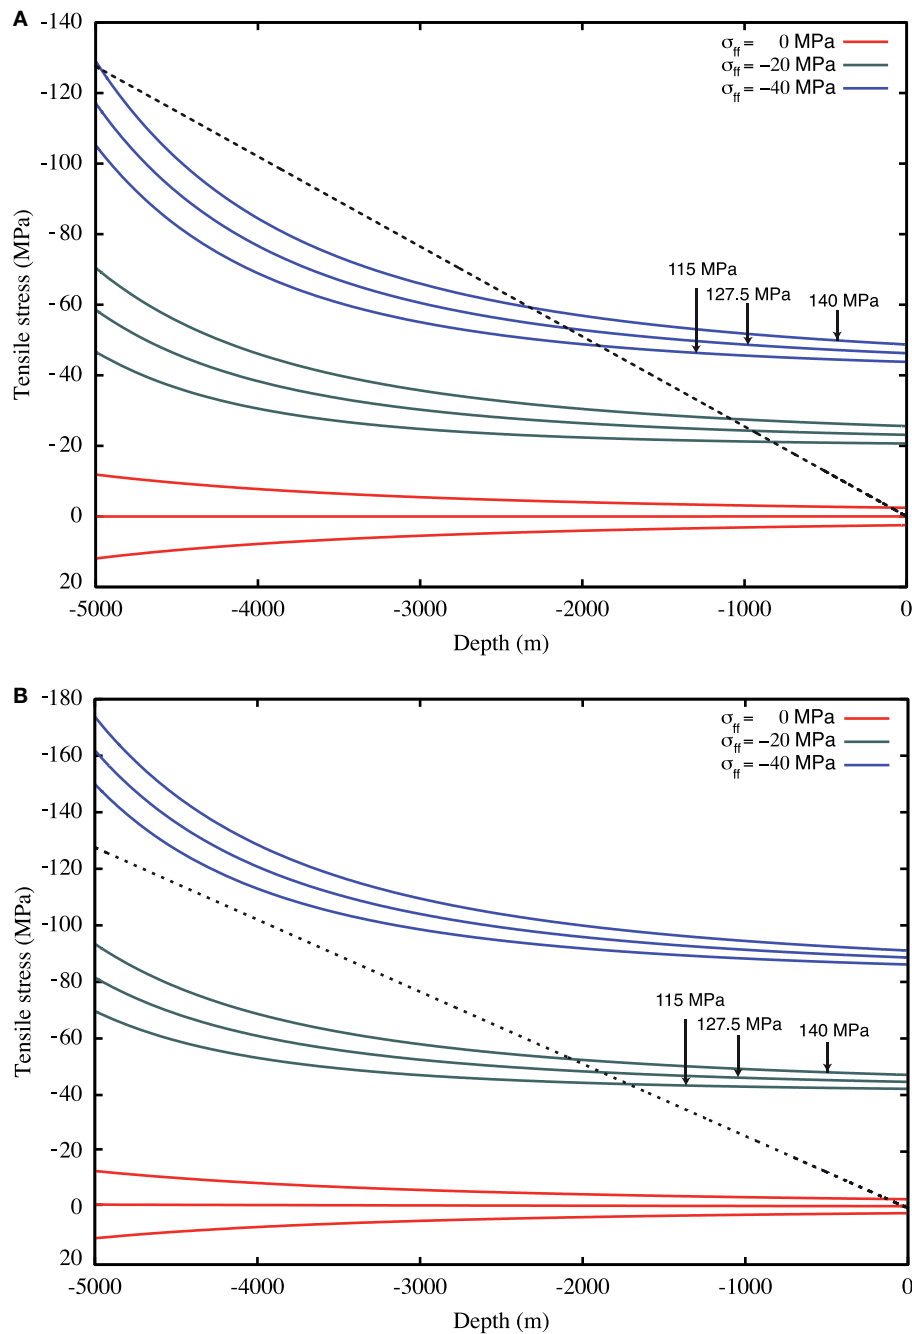 A
-140
-120
-100
-80
-60
-40
-20
0
20
Tensile stress (MPa)
σff = 0 MPa
σff = −20 MPa
σff = −40 MPa
115 MPa
127.5 MPa
140 MPa
-5000 -4000 -3000 -2000 -1000 0
Depth (m)
B
-180
-160
-140
-120
-100
-80
-60
-40
-20
0
20
Tensile stress (MPa)
σff = 0 MPa
σff = −20 MPa
σff = −40 MPa
115 MPa
127.5 MPa
140 MPa
-5000 -4000 -3000 -2000 -1000 0
Depth (m)